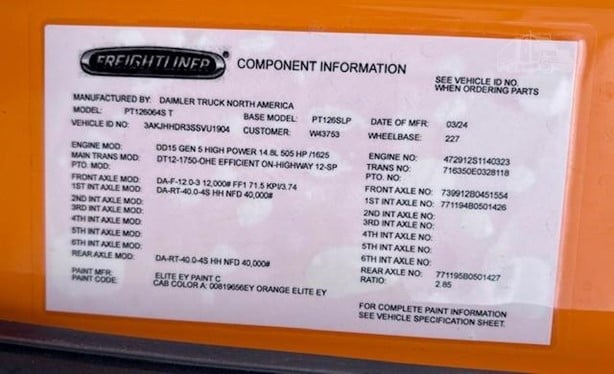 FREIGHTLINER COMPONENT INFORMATION
SEE VEHICLE ID NO.
WHEN ORDERING PARTS
MANUFACTURED BY: DAIMLER TRUCK NORTH AMERICA
MODEL: PT126064S T BASE MODEL: PT126SLP DATE OF MFR: 03/24
VEHICLE ID NO: 3AKJHHDR3SSVU1904 CUSTOMER: W43753 WHEELBASE: 227
ENGINE MOD: DD15 GEN 5 HIGH POWER 14.8L 505 HP /1625 ENGINE NO: 472912S1140323
MAIN TRANS MOD: DT12-1750-OHE EFFICIENT ON-HIGHWAY 12-SP TRANS NO: 716350E0328118
PTO. MOD: PTO. NO:
FRONT AXLE MOD: DA-F-12.0-3 12,000# FF1 71.5 KPI/3.74 FRONT AXLE NO: 739912B0451554
1ST INT AXLE MOD: DA-RT-40.0-4S HH NFD 40,000# 1ST INT AXLE NO: 771194B0501426
2ND INT AXLE MOD: 2ND INT AXLE NO:
3RD INT AXLE MOD: 3RD INT AXLE NO:
4TH INT AXLE MOD: 4TH INT AXLE NO:
5TH INT AXLE MOD: 5TH INT AXLE NO:
6TH INT AXLE MOD: 6TH INT AXLE NO:
REAR AXLE MOD: DA-RT-40.0-4S HH NFD 40,000# REAR AXLE NO: 771195B0501427
RATIO: 2.85
PAINT MFR: ELITE EY PAINT C
PAINT CODE: CAB COLOR A: 00819656EY ORANGE ELITE EY
FOR COMPLETE PAINT INFORMATION
SEE VEHICLE SPECIFICATION SHEET.